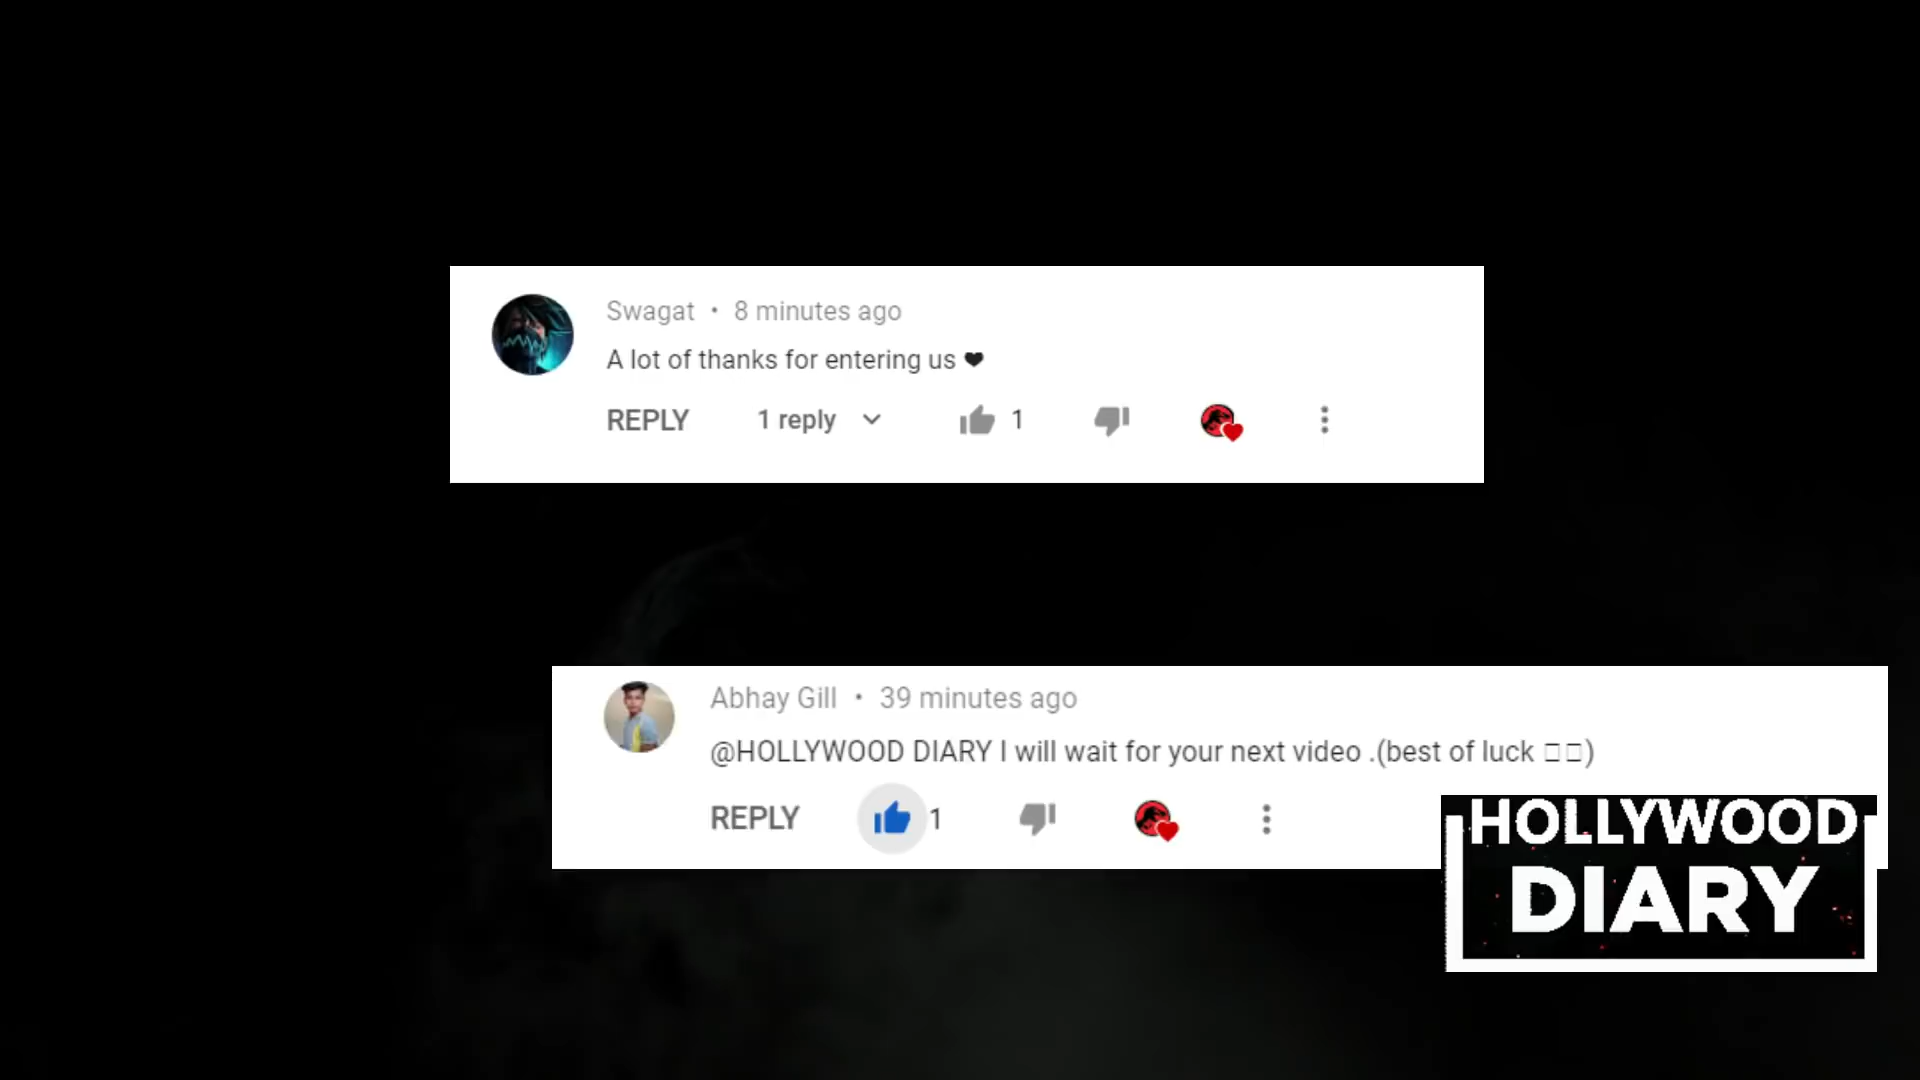 Swagat • 8 minutes ago
A lot of thanks for entering us ❤
REPLY 1 reply 1
Abhay Gill • 39 minutes ago
@HOLLYWOOD DIARY I will wait for your next video .(best of luck □□)
REPLY 1
HOLLYWOOD
DIARY